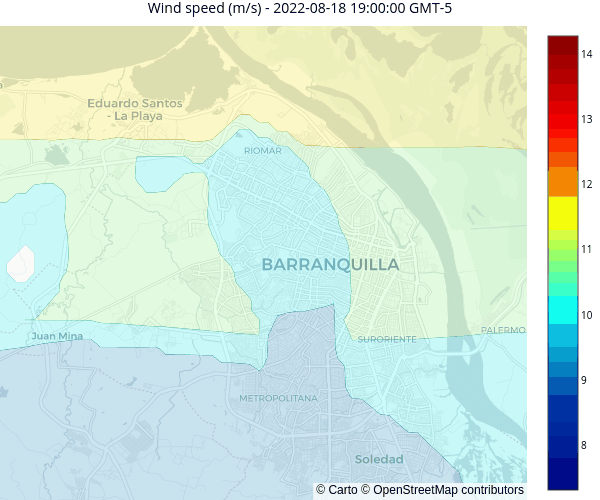 Wind speed (m/s) - 2022-08-18 19:00:00 GMT-5
14
Eduardo Santos
- La Playa
13
RIOMAR
12
11
BARRANQUILLA
10
PALERMO
Juan Mina
SURORIENTE
9
METROPOLITANA
8
Soledad
© Carto © OpenStreetMap contributors